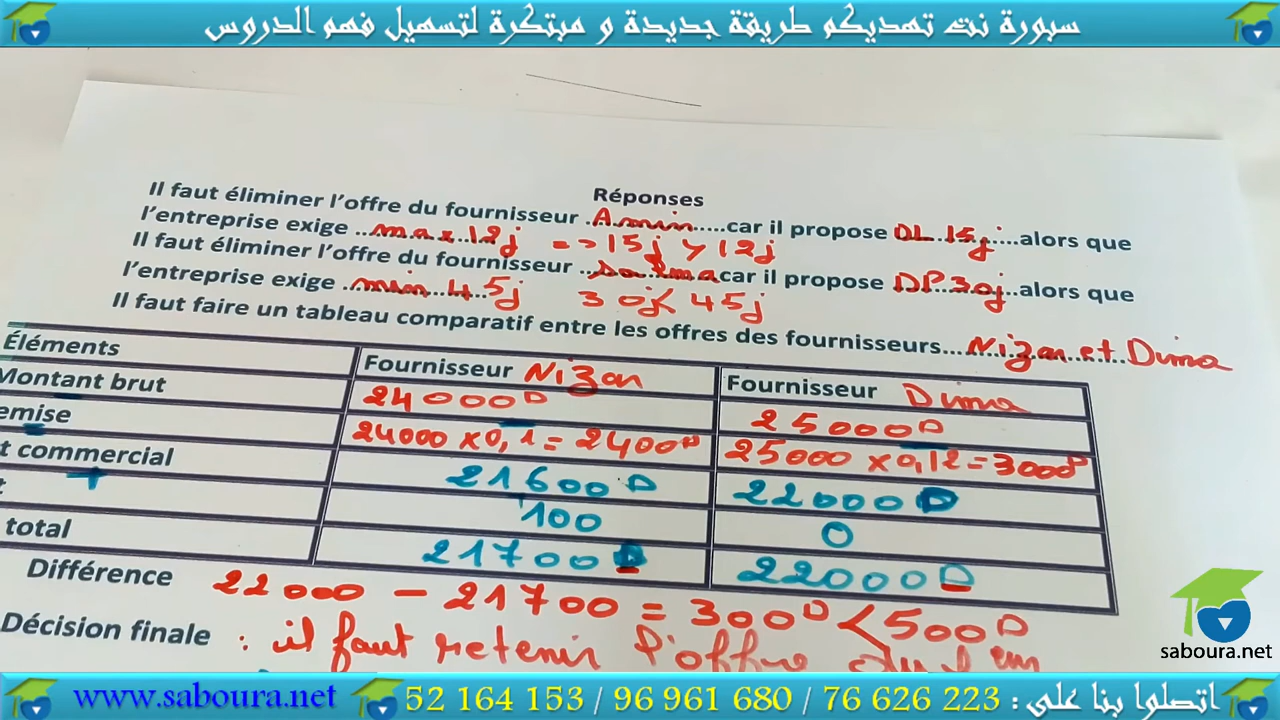 سبورة نت تهديكم طريقة جديدة و مبتكرة لتسهيل فهم الدروس
Réponses
Il faut éliminer l'offre du fournisseur ...Amin......car il propose DL 15j...alors que
l'entreprise exige ...max 12j => 15j > 12j
Il faut éliminer l'offre du fournisseur ..... car il propose DP 30j...alors que
l'entreprise exige ...min 45j 30j < 45j
Il faut faire un tableau comparatif entre les offres des fournisseurs....Nizar et Dima
Éléments Fournisseur Nizar Fournisseur Dima
Montant brut 24000D 25000D
emise 24000 x 0,1 = 2400D 25000 x 0,12 = 3000D
t commercial 21600D 22000D
t 100 0
total 21700D 22000D
Différence 22000 - 21700 = 300D < 500D
Décision finale : il faut retenir l'offre
saboura.net
www.saboura.net 52 164 153 / 96 961 680 / 76 626 223 : اتصلوا بنا على